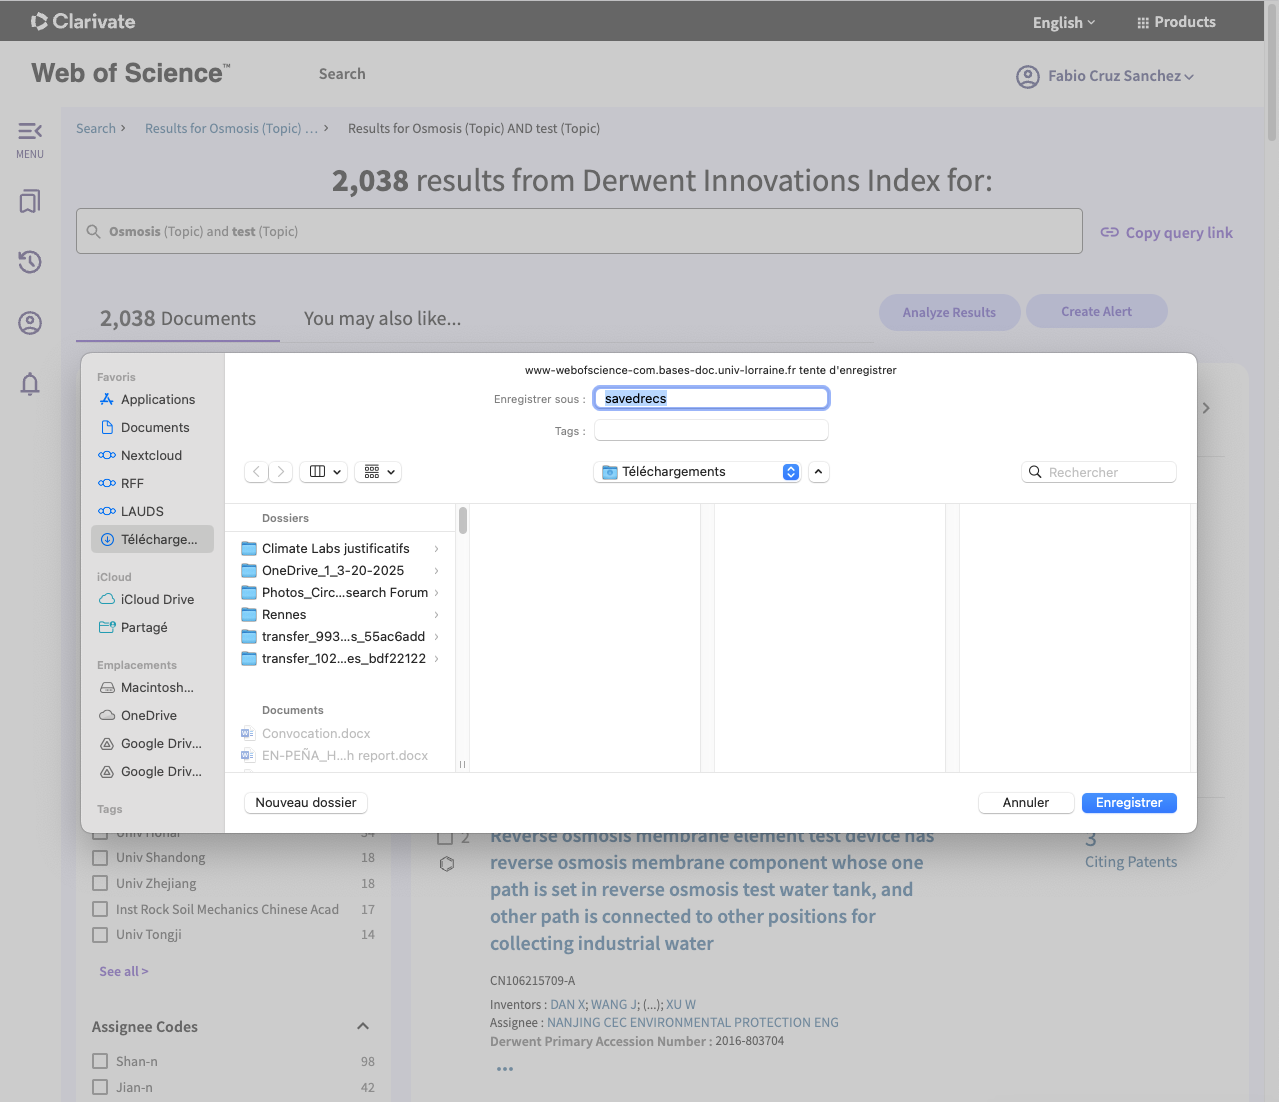 Clarivate
English
Products
Web of Science™
Search
Fabio Cruz Sanchez
MENU
Search > Results for Osmosis (Topic) ... > Results for Osmosis (Topic) AND test (Topic)
2,038 results from Derwent Innovations Index for:
Osmosis (Topic) and test (Topic)
Copy query link
2,038 Documents
You may also like...
Analyze Results
Create Alert
www-webofscience-com.bases-doc.univ-lorraine.fr tente d'enregistrer
Enregistrer sous :
savedrecs
Tags :
Téléchargements
Rechercher
Favoris
Applications
Documents
Nextcloud
RFF
LAUDS
Télécharge...
iCloud
iCloud Drive
Partagé
Emplacements
Macintosh...
OneDrive
Google Driv...
Google Driv...
Tags
Dossiers
Climate Labs justificatifs
OneDrive_1_3-20-2025
Photos_Circ...search Forum
Rennes
transfer_993...s_55ac6add
transfer_102...es_bdf22122
Documents
Convocation.docx
EN-PEÑA_H...h report.docx
Nouveau dossier
Annuler
Enregistrer
Univ Shandong 18
Univ Zhejiang 18
Inst Rock Soil Mechanics Chinese Acad 17
Univ Tongji 14
See all >
Assignee Codes
Shan-n 98
Jian-n 42
2
Reverse osmosis membrane element test device has
reverse osmosis membrane component whose one
path is set in reverse osmosis test water tank, and
other path is connected to other positions for
collecting industrial water
CN106215709-A
Inventors : DAN X; WANG J; (...); XU W
Assignee : NANJING CEC ENVIRONMENTAL PROTECTION ENG
Derwent Primary Accession Number : 2016-803704
...
3
Citing Patents